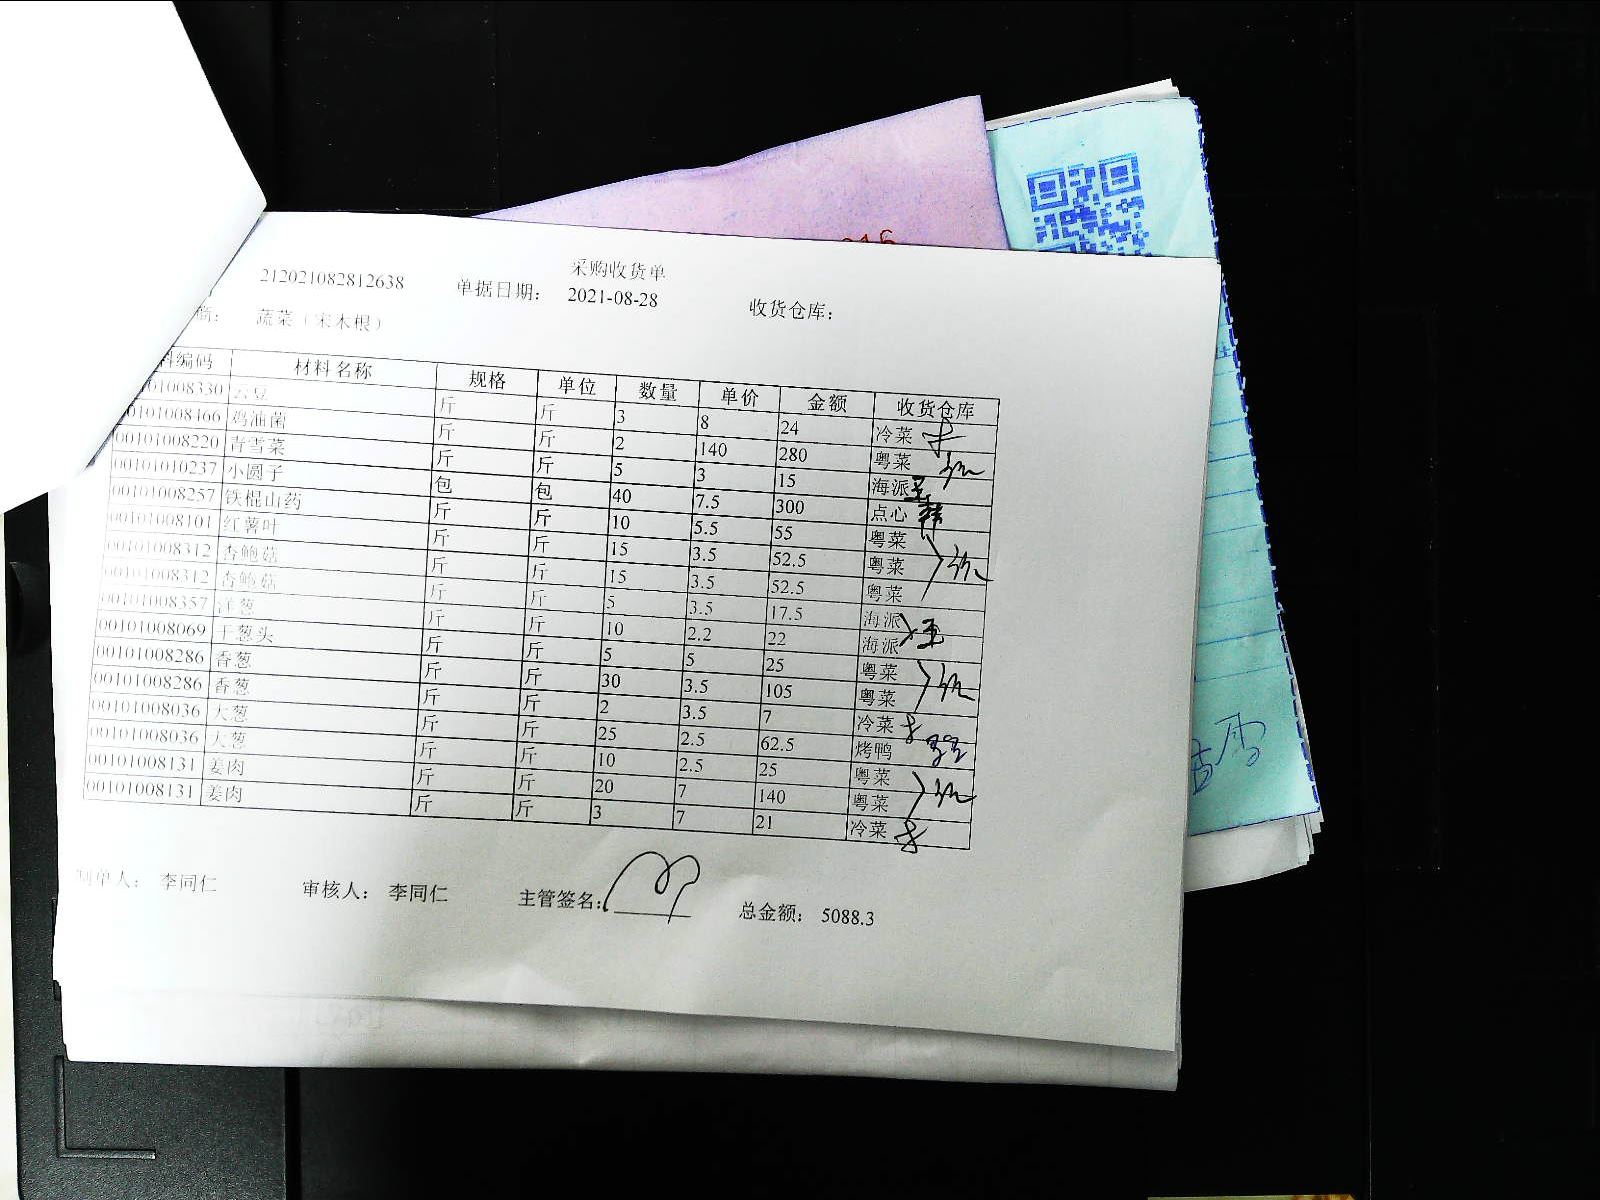 采购收货单
212021082812638 单据日期： 2021-08-28 收货仓库：
商： 蔬菜（宋木根）
料编码 材料名称 规格 单位 数量 单价 金额 收货仓库
01008330 云豆 斤 斤 3 8 24 冷菜
0101008466 鸡油菌 斤 斤 2 140 280 粤菜
00101008220 青雪菜 斤 斤 5 3 15 海派
00101010237 小圆子 包 包 40 7.5 300 点心
00101008257 铁棍山药 斤 斤 10 5.5 55 粤菜
00101008101 红薯叶 斤 斤 15 3.5 52.5 粤菜
00101008312 杏鲍菇 斤 斤 15 3.5 52.5 粤菜
00101008312 杏鲍菇 斤 斤 5 3.5 17.5 海派
00101008357 洋葱 斤 斤 10 2.2 22 海派
00101008069 干葱头 斤 斤 5 5 25 粤菜
00101008286 香葱 斤 斤 30 3.5 105 粤菜
00101008286 香葱 斤 斤 2 3.5 7 冷菜
00101008036 大葱 斤 斤 25 2.5 62.5 烤鸭
00101008036 大葱 斤 斤 10 2.5 25 粤菜
00101008131 姜肉 斤 斤 20 7 140 粤菜
00101008131 姜肉 斤 斤 3 7 21 冷菜
制单人： 李同仁 审核人： 李同仁 主管签名： 总金额： 5088.3